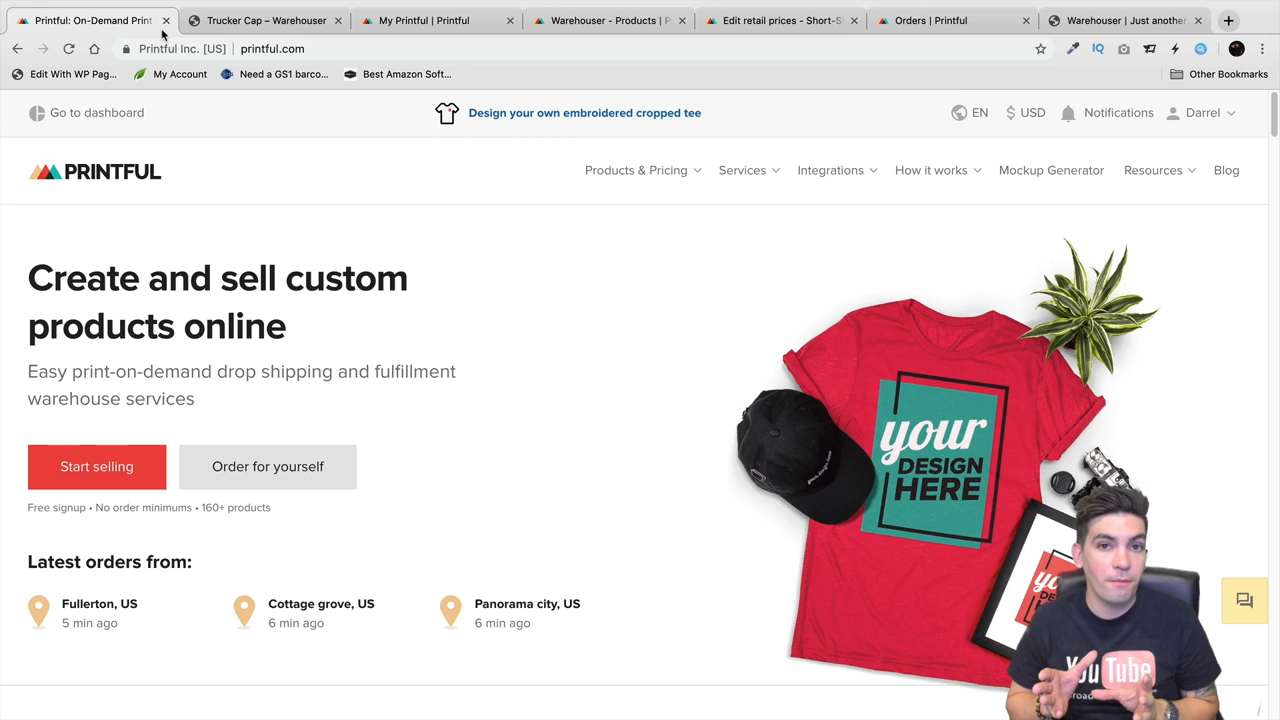 Printful: On-Demand Print
Trucker Cap – Warehouser
My Printful | Printful
Warehouser - Products | P
Edit retail prices - Short-S
Orders | Printful
Warehouser | Just another
Printful Inc. [US]
printful.com
IQ
Edit With WP Pag...
My Account
Need a GS1 barco...
Best Amazon Soft...
Other Bookmarks
Go to dashboard
Design your own embroidered cropped tee
EN
$ USD
Notifications
Darrel
PRINTFUL
Products & Pricing
Services
Integrations
How it works
Mockup Generator
Resources
Blog
Create and sell custom
products online
Easy print-on-demand drop shipping and fulfillment
warehouse services
Start selling
Order for yourself
Free signup • No order minimums • 160+ products
Latest orders from:
Fullerton, US
5 min ago
Cottage grove, US
6 min ago
Panorama city, US
6 min ago
your
DESIGN
HERE
YouTube